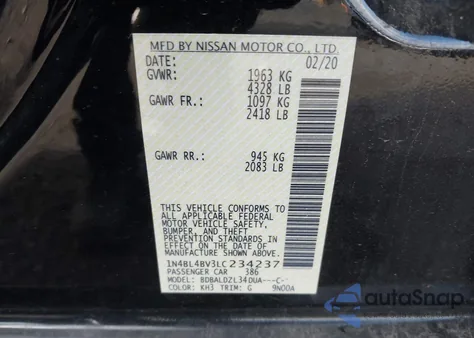 MFD BY NISSAN MOTOR CO., LTD.
DATE: 02/20
GVWR: 1963 KG
4328 LB
GAWR FR.: 1097 KG
2418 LB
GAWR RR.: 945 KG
2083 LB
THIS VEHICLE CONFORMS TO
ALL APPLICABLE FEDERAL
MOTOR VEHICLE SAFETY,
BUMPER, AND THEFT
PREVENTION STANDARDS IN
EFFECT ON THE DATE OF
MANUFACTURE SHOWN ABOVE.
1N4BL4BV3LC234237
PASSENGER CAR 386
MODEL: BDBALDZL34DUA---C-
COLOR: KH3 TRIM: G 9N00A
autoSnap